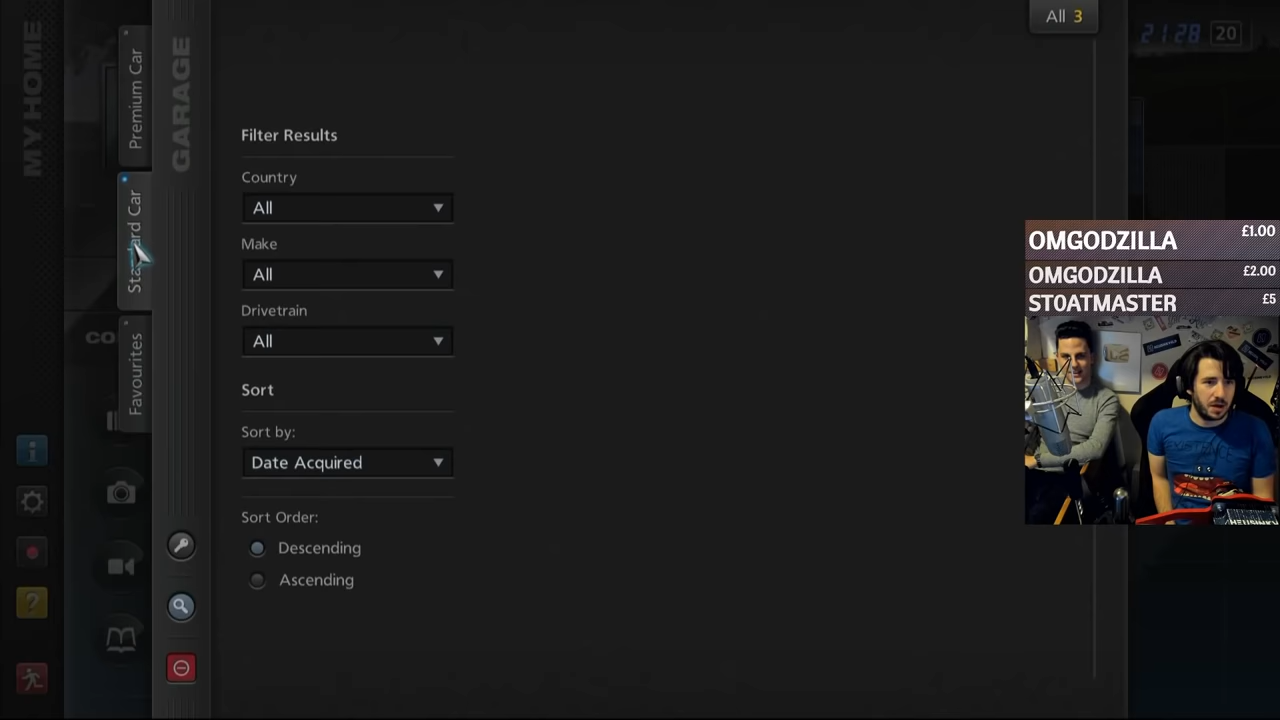 MY HOME
Premium Car
Standard Car
Favourites
GARAGE
All 3
21:28 20
Filter Results
Country
All
Make
All
Drivetrain
All
Sort
Sort by:
Date Acquired
Sort Order:
Descending
Ascending
CO
OMGODZILLA £1.00
OMGODZILLA £2.00
ST0ATMASTER £5